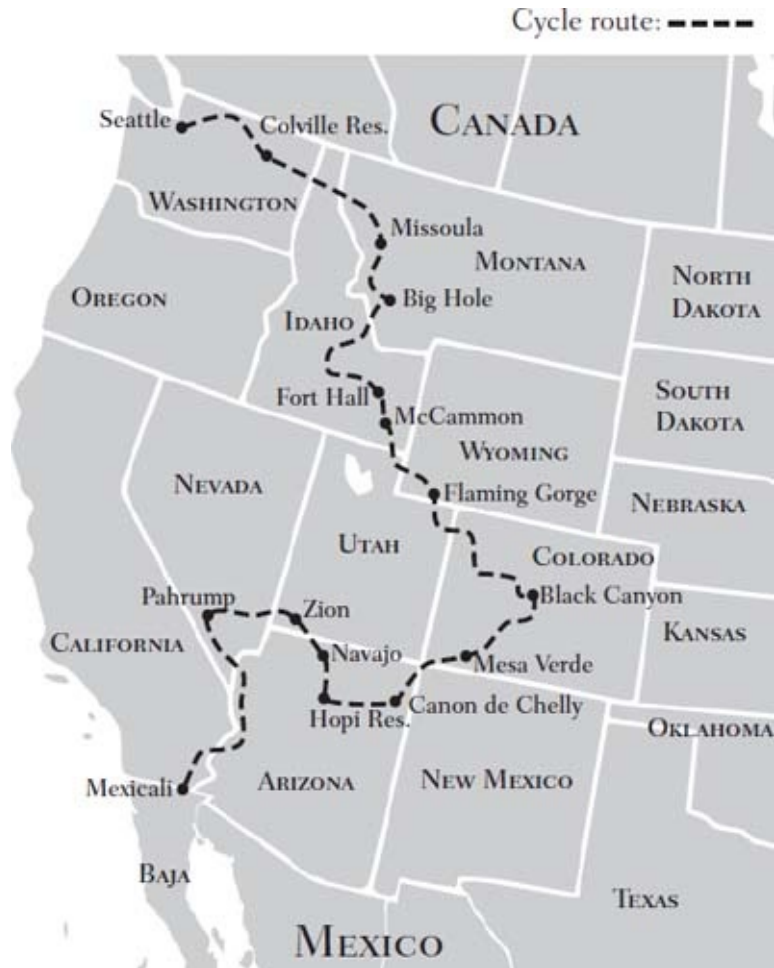 Cycle route:
CANADA
Seattle
Colville Res.
WASHINGTON
Missoula
MONTANA
NORTH
DAKOTA
OREGON
Big Hole
IDAHO
Fort Hall
McCammon
SOUTH
DAKOTA
WYOMING
NEVADA
Flaming Gorge
NEBRASKA
UTAH
COLORADO
Pahrump
Zion
Black Canyon
CALIFORNIA
Navajo
Mesa Verde
KANSAS
Hopi Res.
Canon de Chelly
OKLAHOMA
Mexicali
ARIZONA
NEW MEXICO
BAJA
TEXAS
MEXICO